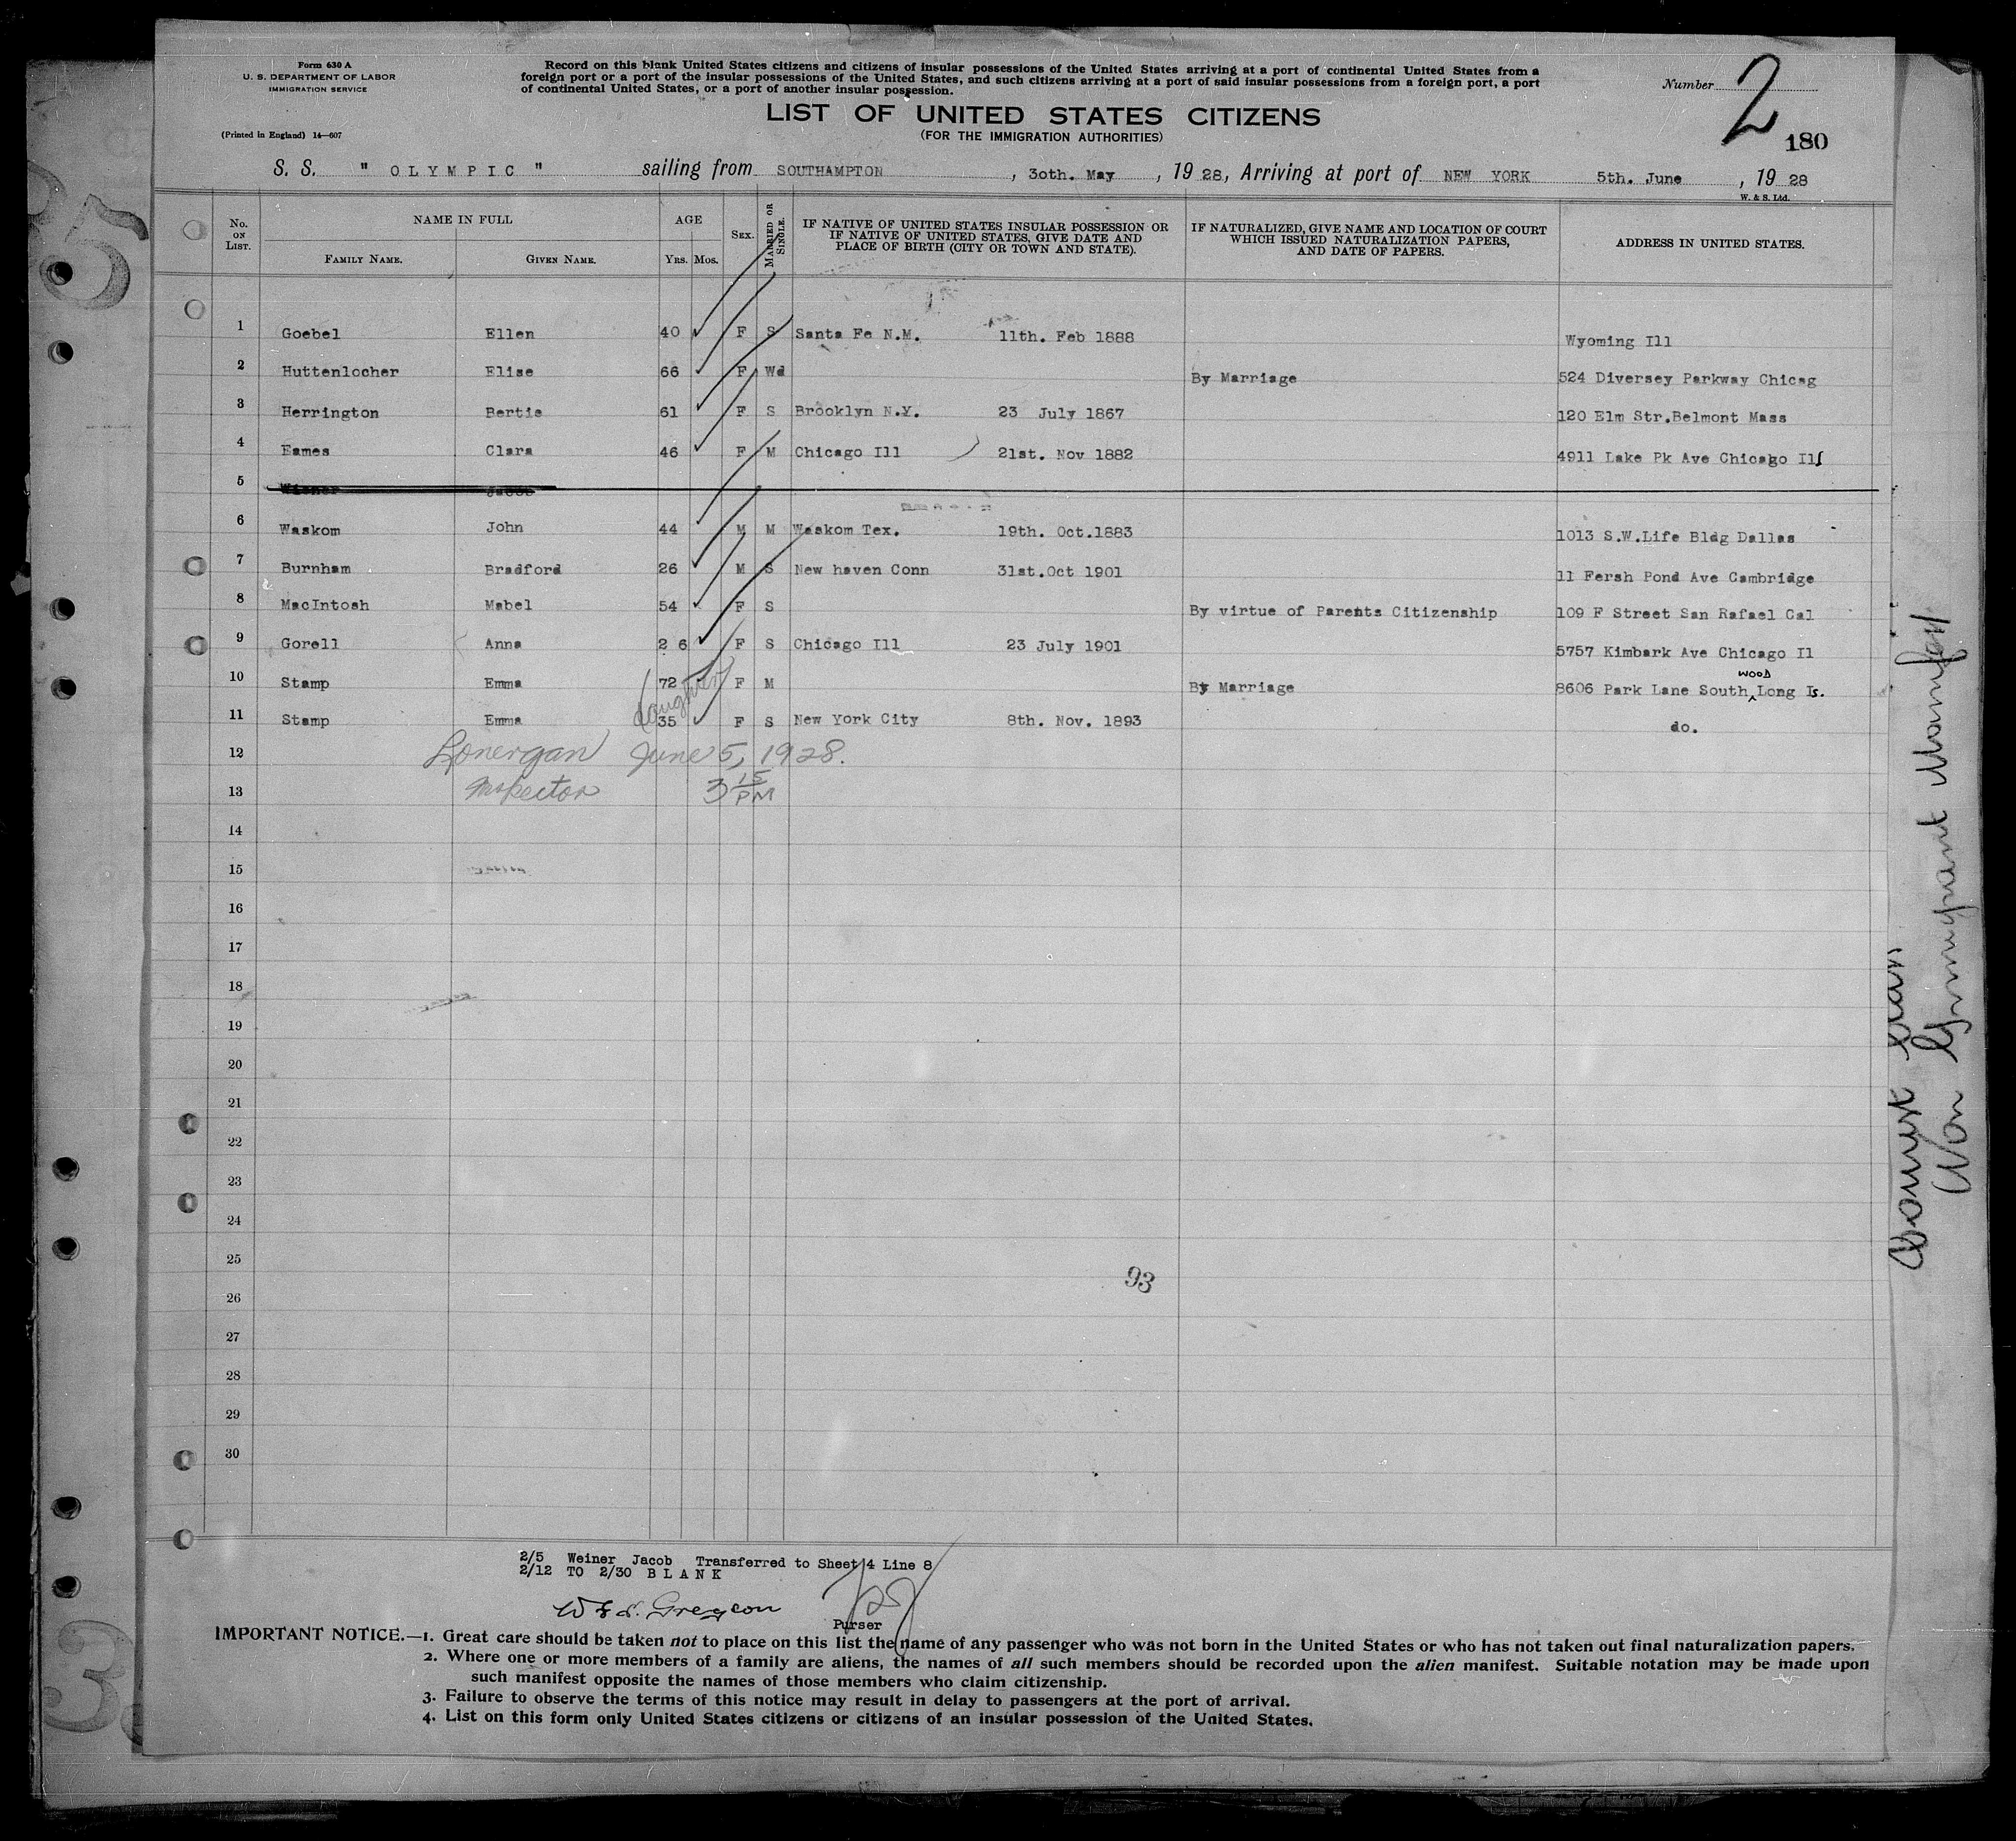 Form 630 A
U. S. DEPARTMENT OF LABOR
IMMIGRATION SERVICE
(Printed in England) 14—607
Record on this blank United States citizens and citizens of insular possessions of the United States arriving at a port of continental United States from a
foreign port or a port of the insular possessions of the United States, and such citizens arriving at a port of said insular possessions from a foreign port, a port
of continental United States, or a port of another insular possession.
Number 2
180
LIST OF UNITED STATES CITIZENS
(FOR THE IMMIGRATION AUTHORITIES)
S. S. " OLYMPIC " sailing from SOUTHAMPTON , 30th. May , 19 28, Arriving at port of NEW YORK 5th. June , 19 28
W. & S. Ltd.
No. ON LIST. NAME IN FULL FAMILY NAME. GIVEN NAME. AGE Yrs. Mos. SEX. MARRIED OR SINGLE. IF NATIVE OF UNITED STATES INSULAR POSSESSION OR IF NATIVE OF UNITED STATES, GIVE DATE AND PLACE OF BIRTH (CITY OR TOWN AND STATE). IF NATURALIZED, GIVE NAME AND LOCATION OF COURT WHICH ISSUED NATURALIZATION PAPERS, AND DATE OF PAPERS. ADDRESS IN UNITED STATES.
1 Goebel Ellen 40 F S Santa Fe N.M. 11th. Feb 1888 Wyoming Ill
2 Huttenlocher Elise 66 F Wd By Marriage 524 Diversey Parkway Chicag
3 Herrington Bertie 61 F S Brooklyn N.Y. 23 July 1867 120 Elm Str.Belmont Mass
4 Eames Clara 46 F M Chicago Ill 21st. Nov 1882 4911 Lake Pk Ave Chicago Ill
5 Jacob
6 Waskom John 44 M M Waskom Tex. 19th. Oct.1883 1013 S.W.Life Bldg Dallas
7 Burnham Bradford 26 M S New haven Conn 31st.Oct 1901 11 Fersh Pond Ave Cambridge
8 MacIntosh Mabel 54 F S By virtue of Parents Citizenship 109 F Street San Rafael Cal
9 Gorell Anna 2 6 F S Chicago Ill 23 July 1901 5757 Kimbark Ave Chicago Il
10 Stamp Emma 72 F M By Marriage 8606 Park Lane South WOOD Long Is.
daughter
11 Stamp Emma 35 F S New York City 8th. Nov. 1893 do.
12 Lonergan June 5, 1928.
13 Inspector 3 15 PM
14
15
16
17
18
19
20
21
22
23
24
25
93
26
27
28
29
30
2/5 Weiner Jacob Transferred to Sheet 4 Line 8
2/12 TO 2/30 BLANK
Purser
IMPORTANT NOTICE.—1. Great care should be taken not to place on this list the name of any passenger who was not born in the United States or who has not taken out final naturalization papers.
2. Where one or more members of a family are aliens, the names of all such members should be recorded upon the alien manifest. Suitable notation may be made upon
such manifest opposite the names of those members who claim citizenship.
3. Failure to observe the terms of this notice may result in delay to passengers at the port of arrival.
4. List on this form only United States citizens or citizens of an insular possession of the United States.